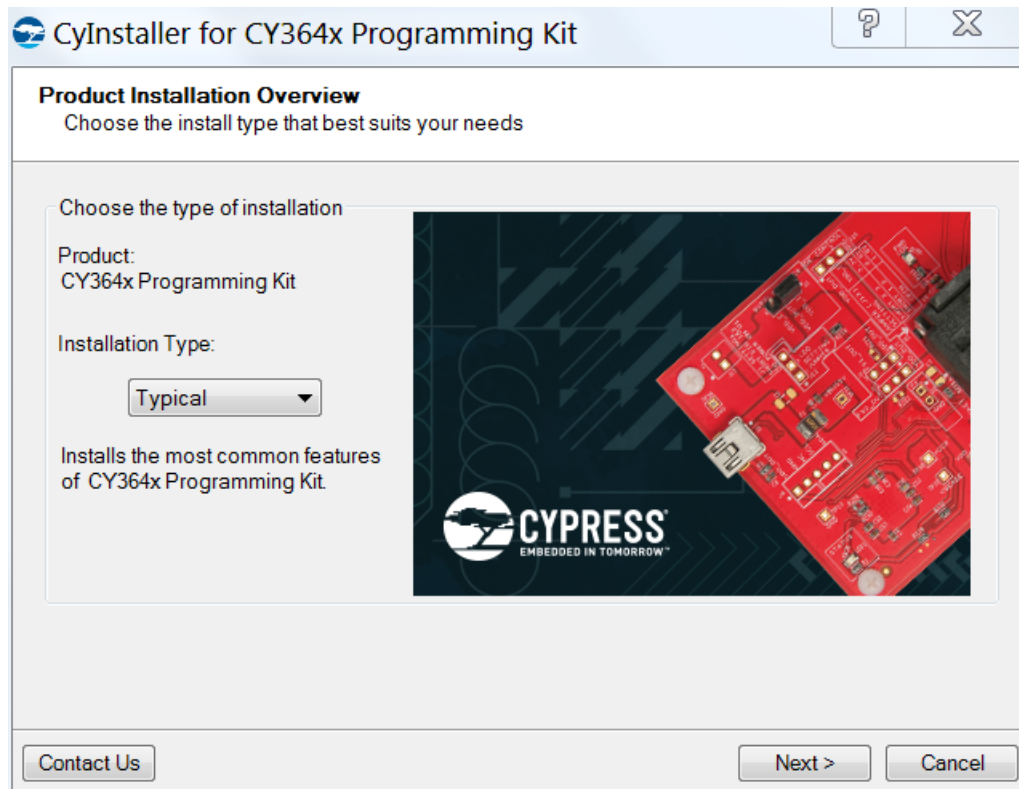 CyInstaller for CY364x Programming Kit
Product Installation Overview
Choose the install type that best suits your needs
Choose the type of installation
Product:
CY364x Programming Kit
Installation Type:
Typical
Installs the most common features
of CY364x Programming Kit.
CYPRESS
EMBEDDED IN TOMORROW™
Contact Us
Next >
Cancel